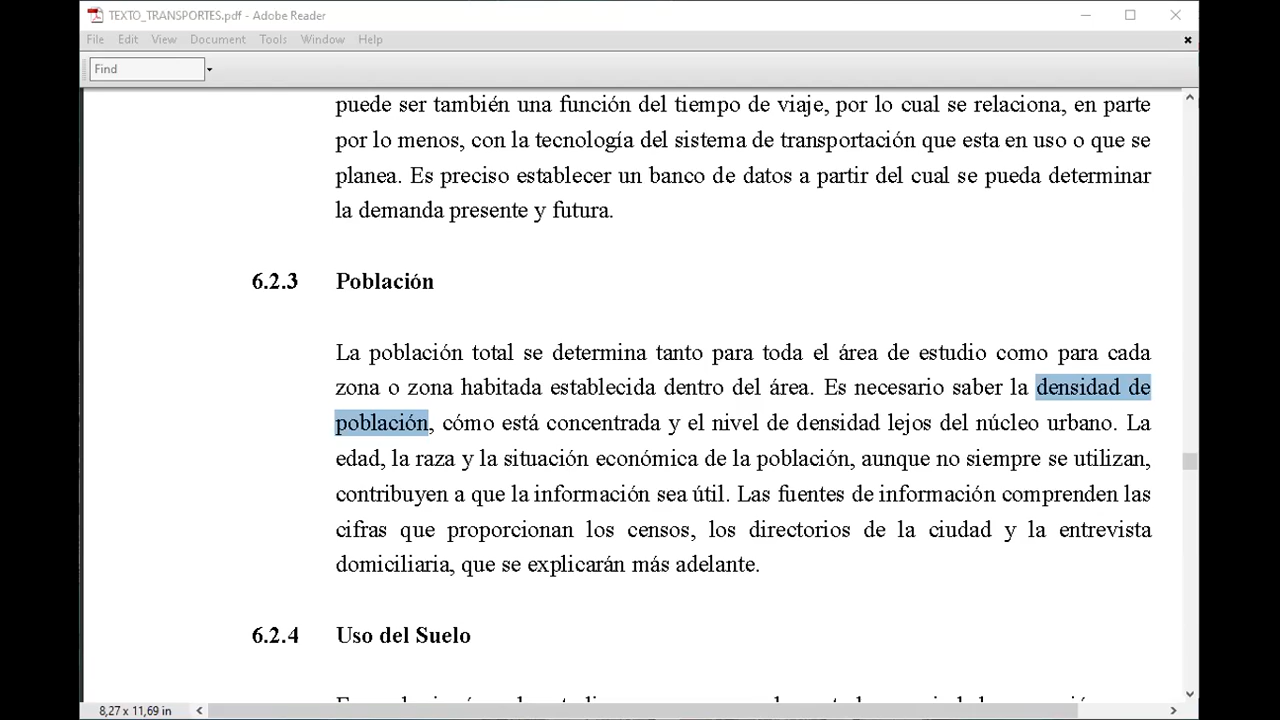 TEXTO_TRANSPORTES.pdf - Adobe Reader
File Edit View Document Tools Window Help
Find
puede ser también una función del tiempo de viaje, por lo cual se relaciona, en parte
por lo menos, con la tecnología del sistema de transportación que esta en uso o que se
planea. Es preciso establecer un banco de datos a partir del cual se pueda determinar
la demanda presente y futura.
6.2.3 Población
La población total se determina tanto para toda el área de estudio como para cada
zona o zona habitada establecida dentro del área. Es necesario saber la densidad de
población, cómo está concentrada y el nivel de densidad lejos del núcleo urbano. La
edad, la raza y la situación económica de la población, aunque no siempre se utilizan,
contribuyen a que la información sea útil. Las fuentes de información comprenden las
cifras que proporcionan los censos, los directorios de la ciudad y la entrevista
domiciliaria, que se explicarán más adelante.
6.2.4 Uso del Suelo
8,27 x 11,69 in